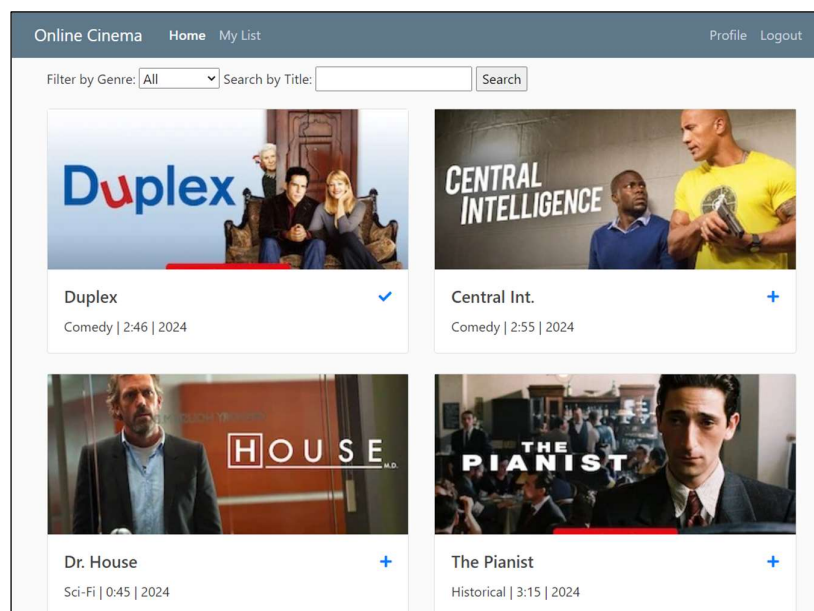 Online Cinema Home My List Profile Logout
Filter by Genre: All Search by Title: Search
Duplex
CENTRAL
INTELLIGENCE
Duplex
Comedy | 2:46 | 2024
Central Int.
Comedy | 2:55 | 2024
HOUSE M.D.
THE
PIANIST
Dr. House
Sci-Fi | 0:45 | 2024
The Pianist
Historical | 3:15 | 2024